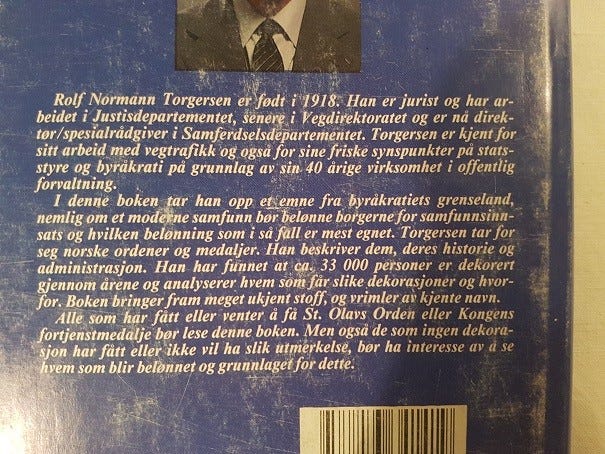 Rolf Normann Torgersen er født i 1918. Han er jurist og har ar-
beidet i Justisdepartementet, senere i Vegdirektoratet og er nå direk-
tør/spesialrådgiver i Samferdselsdepartementet. Torgersen er kjent for
sitt arbeid med vegtrafikk og også for sine friske synspunkter på stats-
styre og byråkrati på grunnlag av sin 40 årige virksomhet i offentlig
forvaltning.
I denne boken tar han opp et emne fra byråkratiets grenseland,
nemlig om et moderne samfunn bør belønne borgerne for samfunnsinn-
sats og hvilken belønning som i så fall er mest egnet. Torgersen tar for
seg norske ordener og medaljer. Han beskriver dem, deres historie og
administrasjon. Han har funnet at ca. 33 000 personer er dekorert
gjennom årene og analyserer hvem som får slike dekorasjoner og hvor-
for. Boken bringer fram meget ukjent stoff, og vrimler av kjente navn.
Alle som har fått eller venter å få St. Olavs Orden eller Kongens
fortjenstmedalje bør lese denne boken. Men også de som ingen dekora-
sjon har fått eller ikke vil ha slik utmerkelse, bør ha interesse av å se
hvem som blir belønnet og grunnlaget for dette.